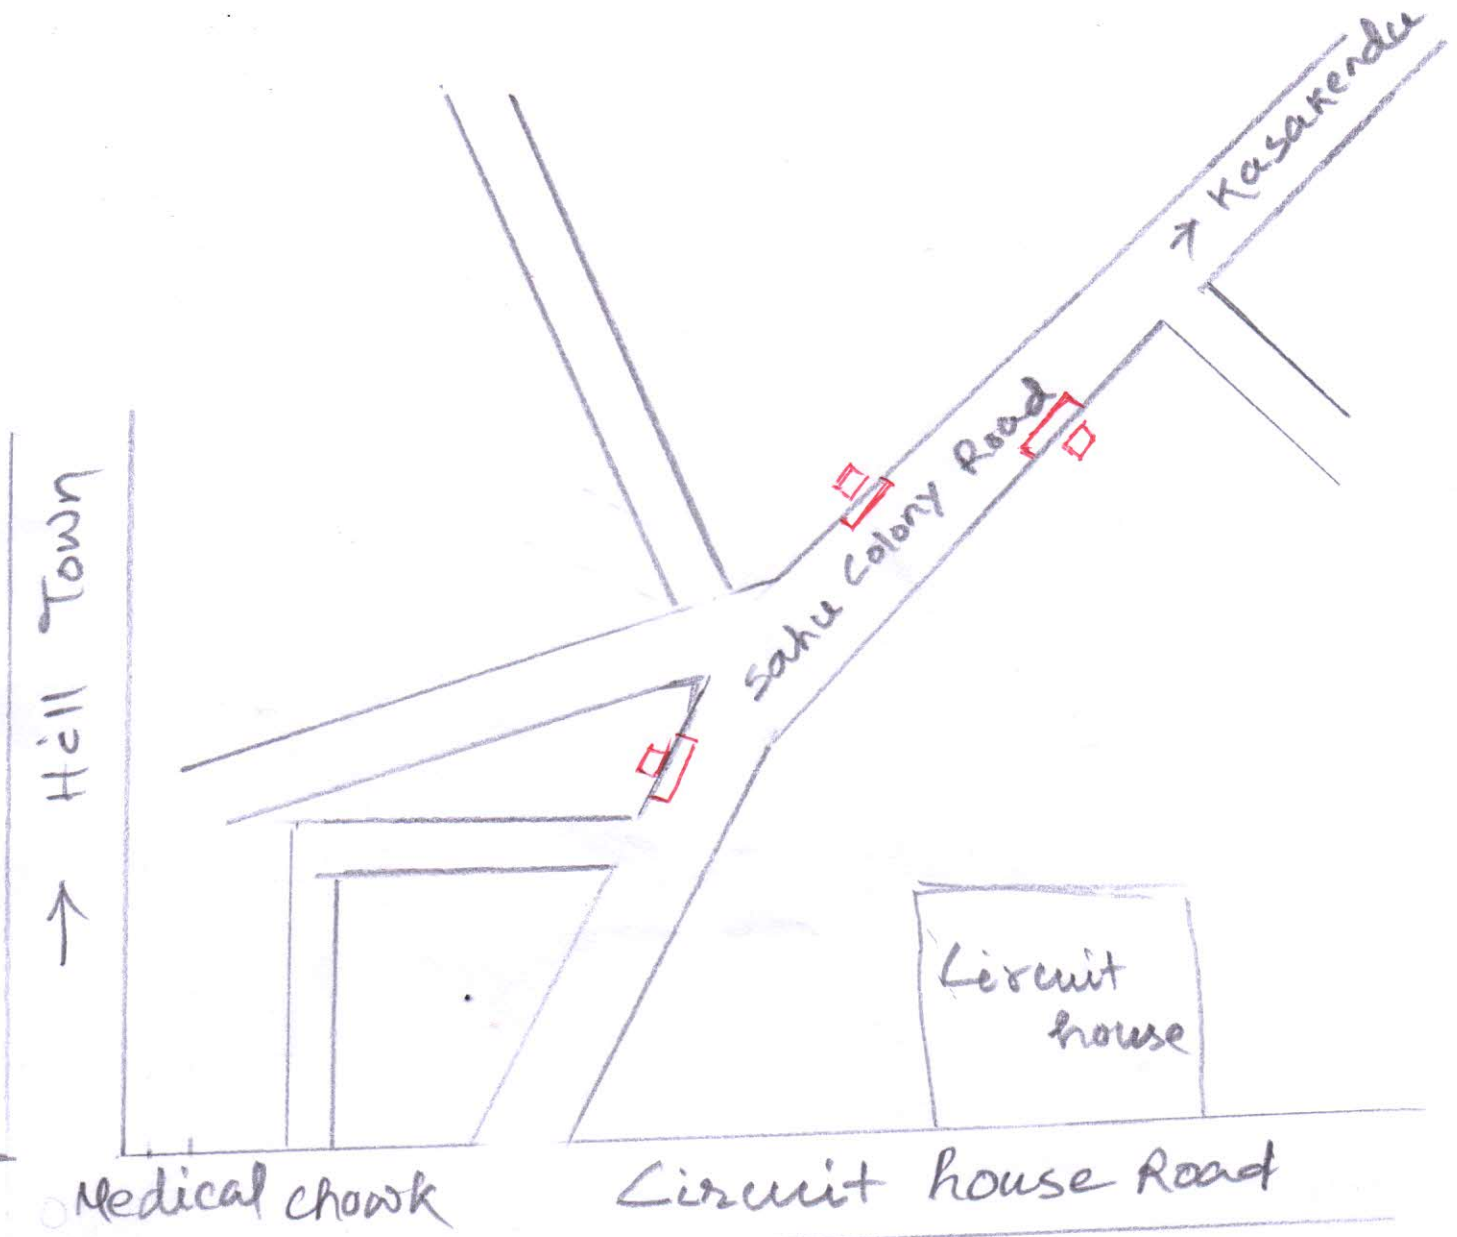 Kasakendu
Sahu Colony Road
Hill Town
Circuit
house
Medical chowk
Circuit house Road